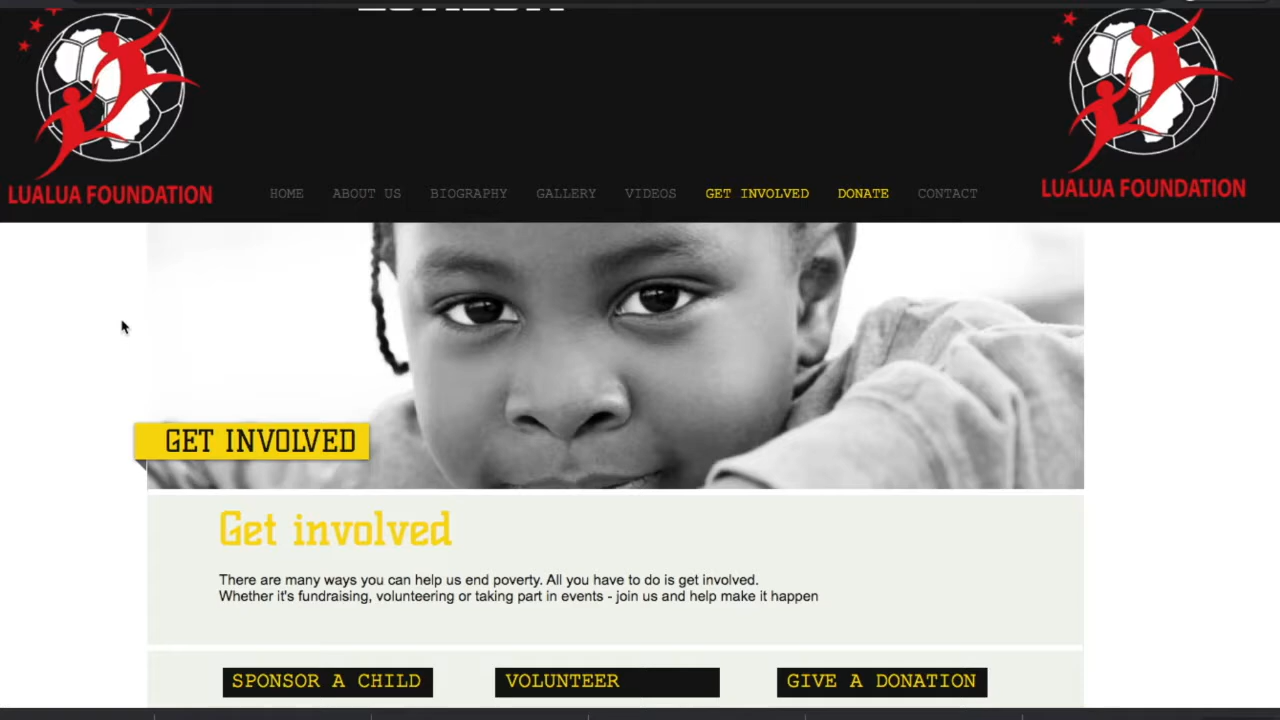 LUALUA FOUNDATION
LUALUA FOUNDATION
HOME ABOUT US BIOGRAPHY GALLERY VIDEOS GET INVOLVED DONATE CONTACT
GET INVOLVED
Get involved
There are many ways you can help us end poverty. All you have to do is get involved.
Whether it's fundraising, volunteering or taking part in events - join us and help make it happen
SPONSOR A CHILD VOLUNTEER GIVE A DONATION